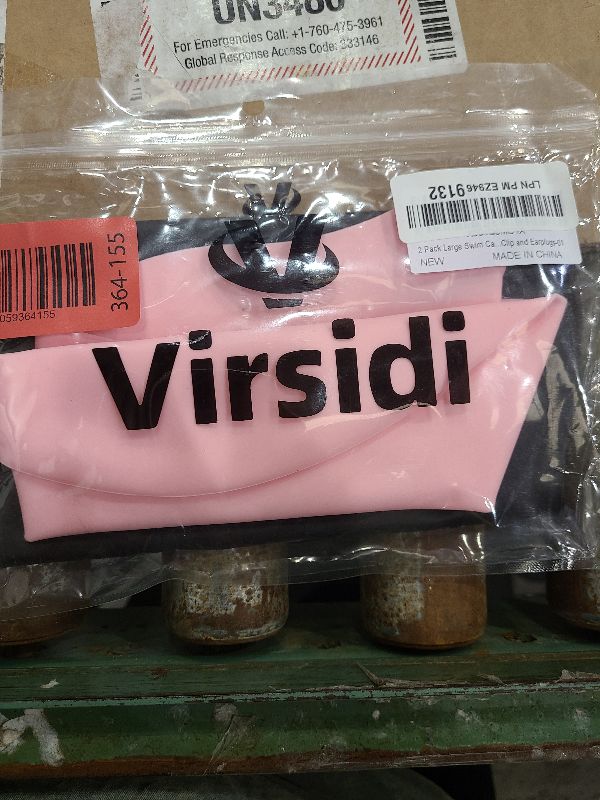 UN3480
For Emergencies Call: +1-760-475-3961
Global Response Access Code: 333146
LPN PM EZ946 9132
2 Pack Large Swim Ca...Clip and Earplugs-01
NEW MADE IN CHINA
364-155
059364155
Virsidi